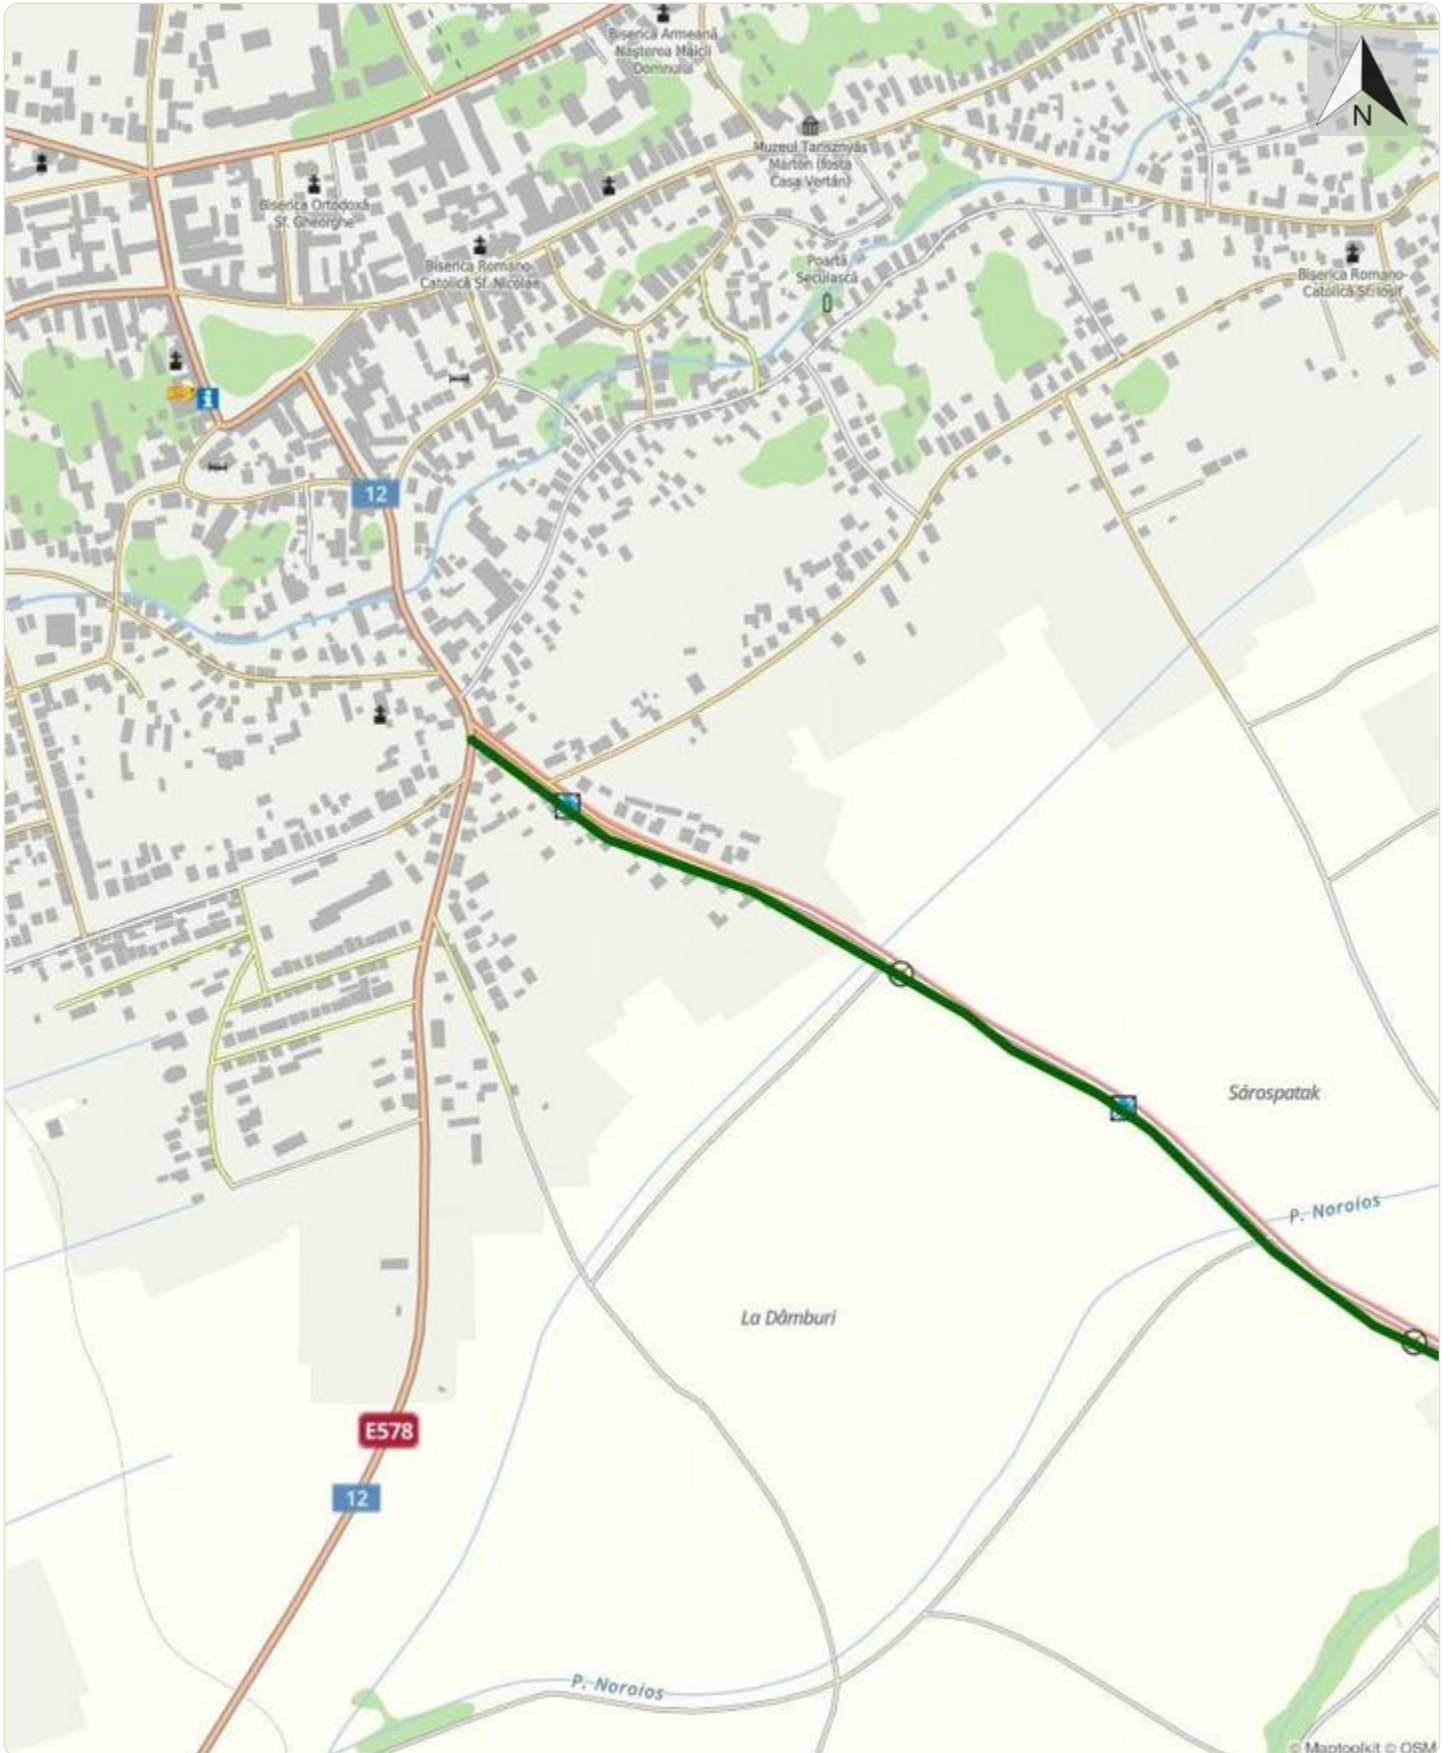 Biserica Armeană
Nașterea Maicii
Domnului
N
Muzeul Tarisznyás
Márton (fosta
Casa Vertán)
Biserica Ortodoxă
Sf. Gheorghe
Biserica Romano-
Catolică Sf. Nicolae
Poartă
Secuiască
Biserica Romano-
Catolică Sf. Iosif
i
12
Sárospatak
P. Noroios
La Dâmburi
E578
12
P. Noroios
© Maptoolkit © OSM